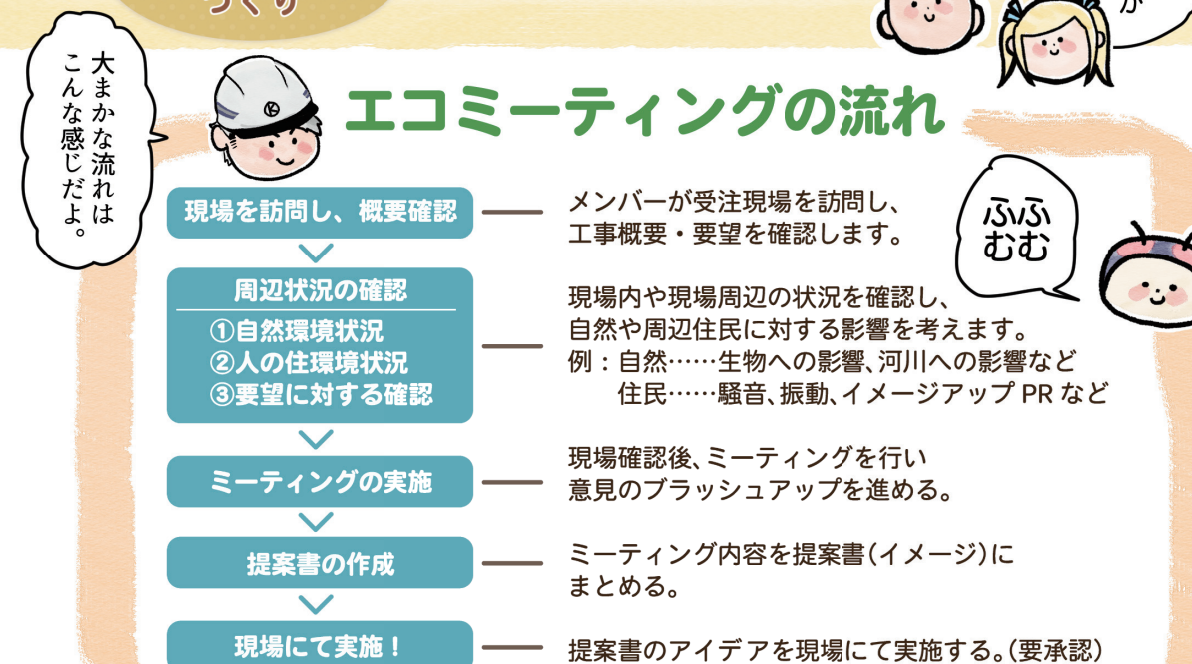 づくり
が
大まかな流れは
こんな感じだよ。
エコミーティングの流れ
現場を訪問し、概要確認
メンバーが受注現場を訪問し、
工事概要・要望を確認します。
ふふ
むむ
周辺状況の確認
①自然環境状況
②人の住環境状況
③要望に対する確認
現場内や現場周辺の状況を確認し、
自然や周辺住民に対する影響を考えます。
例：自然……生物への影響、河川への影響など
住民……騒音、振動、イメージアップ PR など
ミーティングの実施
現場確認後、ミーティングを行い
意見のブラッシュアップを進める。
提案書の作成
ミーティング内容を提案書（イメージ）に
まとめる。
現場にて実施！
提案書のアイデアを現場にて実施する。（要承認）